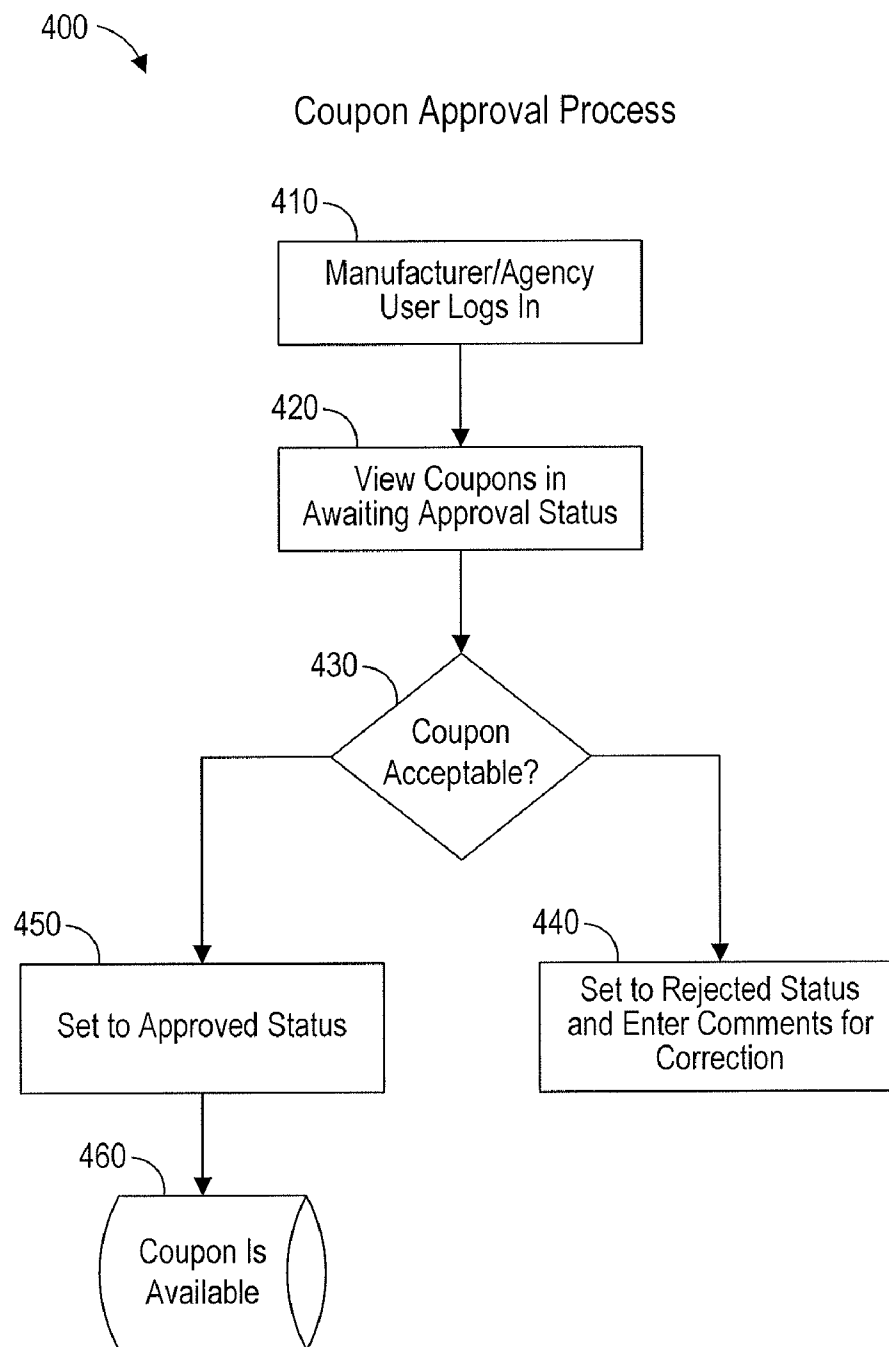 400
Coupon Approval Process
410
Manufacturer/Agency
User Logs In
420
View Coupons in
Awaiting Approval Status
430
Coupon
Acceptable?
450
Set to Approved Status
440
Set to Rejected Status
and Enter Comments for
Correction
460
Coupon Is
Available